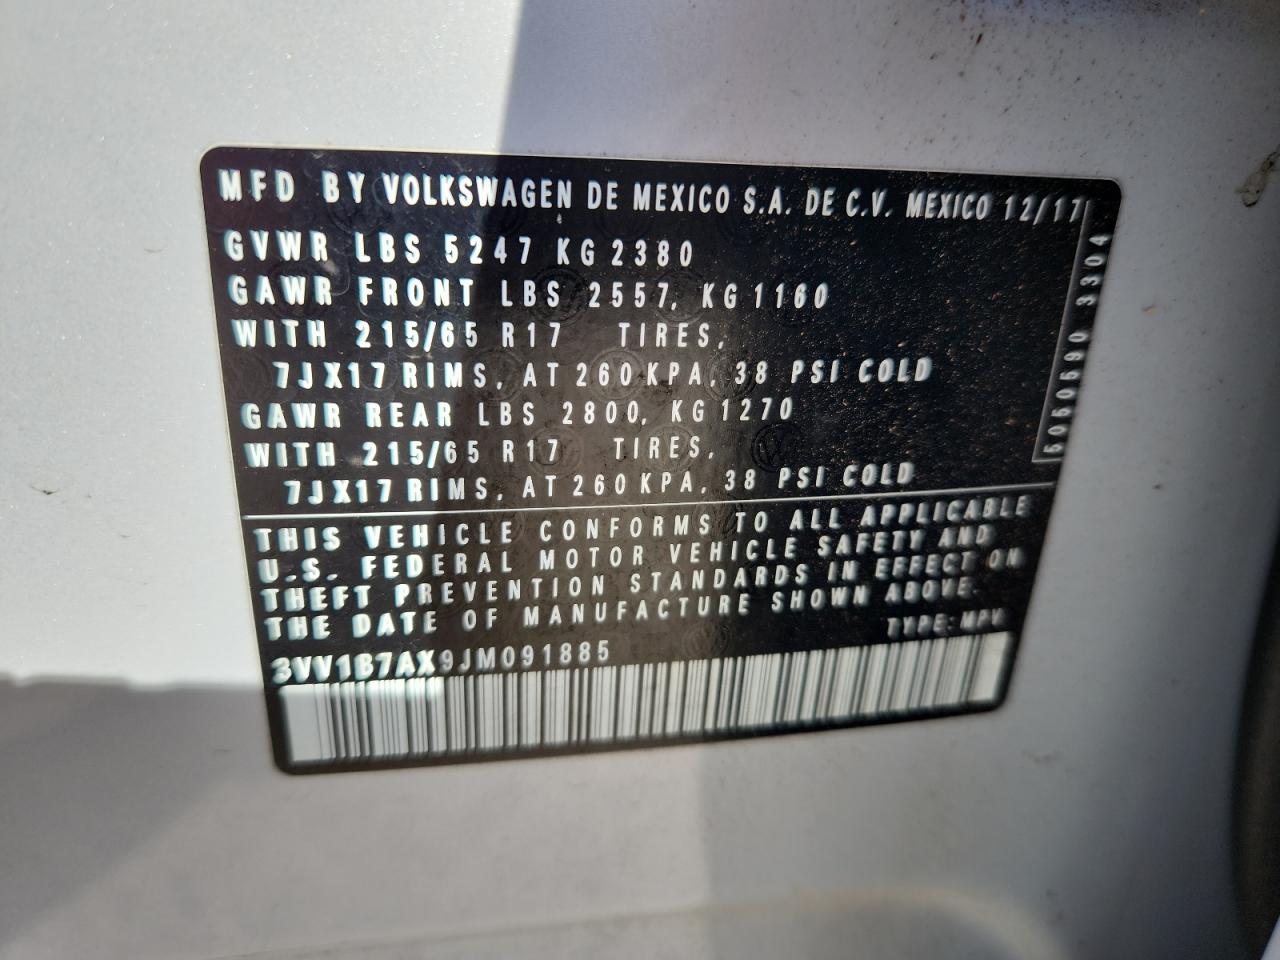 MFD BY VOLKSWAGEN DE MEXICO S.A. DE C.V. MEXICO 12/17
GVWR LBS 5247 KG 2380
GAWR FRONT LBS 2557, KG 1160
WITH 215/65 R17 TIRES,
7JX17 RIMS, AT 260 KPA, 38 PSI COLD
GAWR REAR LBS 2800, KG 1270
WITH 215/65 R17 TIRES,
7JX17 RIMS, AT 260 KPA, 38 PSI COLD
THIS VEHICLE CONFORMS TO ALL APPLICABLE
U.S. FEDERAL MOTOR VEHICLE SAFETY AND
THEFT PREVENTION STANDARDS IN EFFECT ON
THE DATE OF MANUFACTURE SHOWN ABOVE.
TYPE: MPV
3VV1B7AX9JM091885
3304